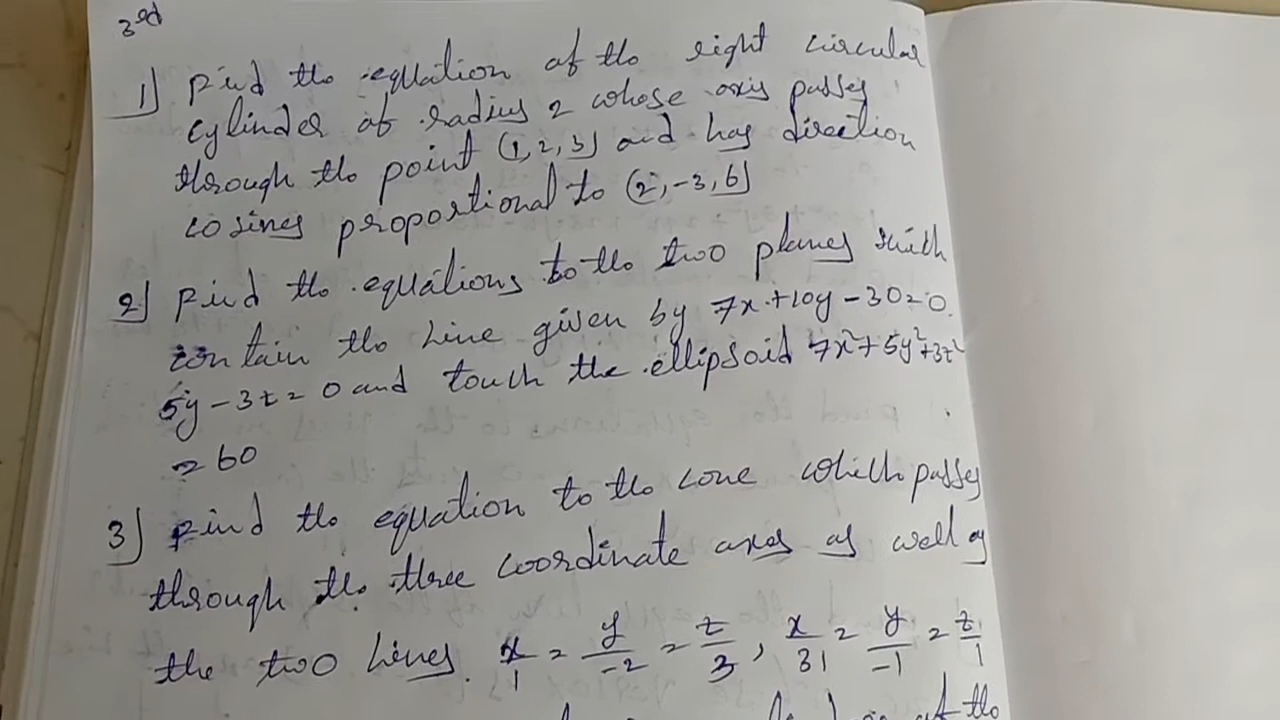 3rd
1) Find the equation of the right circular
cylinder of radius 2 whose axis passes
through the point (1,2,3) and has direction
cosines proportional to (2,-3,6)
2) Find the equations to the two planes which
contain the line given by 7x+10y-30=0.
5y-3z=0 and touch the ellipsoid 7x²+5y²+3z²
=60
3) Find the equation to the cone which passes
through the three coordinate axes as well as
the two lines. x/1 = y/-2 = z/3, x/31 = y/-1 = z/1
of the